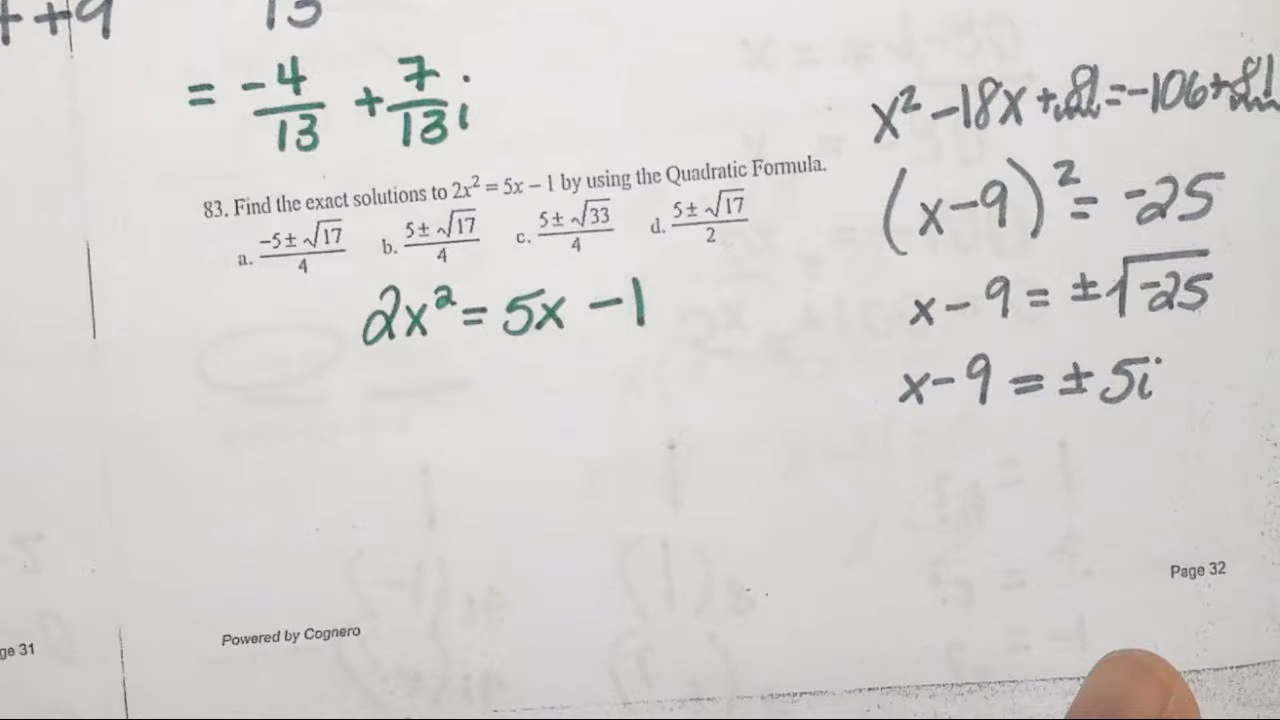 + +9 13
= -4/13 + 7/13 i
83. Find the exact solutions to 2x² = 5x – 1 by using the Quadratic Formula.
a. (-5 ± √17)/4 b. (5 ± √17)/4 c. (5 ± √33)/4 d. (5 ± √17)/2
2x² = 5x - 1
x² - 18x + 81 = -106 + 81
(x - 9)² = -25
x - 9 = ±√-25
x - 9 = ± 5i
Page 32
Powered by Cognero
ge 31